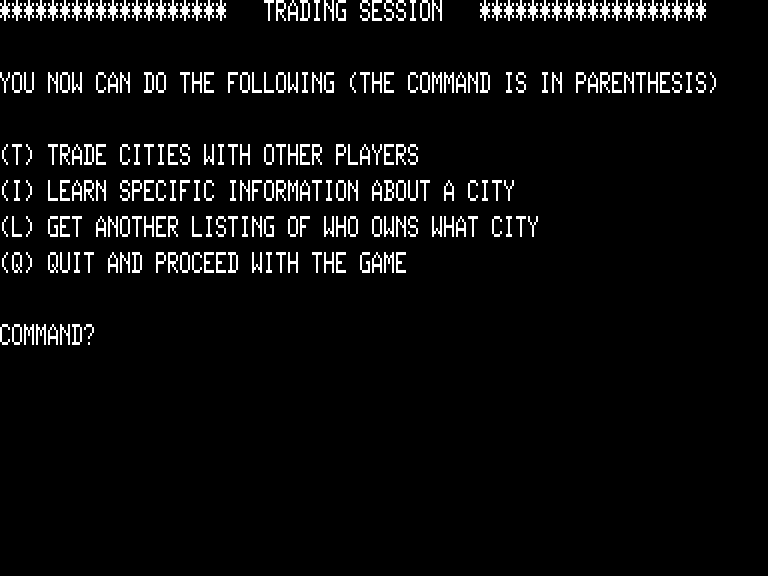 ******************* TRADING SESSION *******************
YOU NOW CAN DO THE FOLLOWING (THE COMMAND IS IN PARENTHESIS)
(T) TRADE CITIES WITH OTHER PLAYERS
(I) LEARN SPECIFIC INFORMATION ABOUT A CITY
(L) GET ANOTHER LISTING OF WHO OWNS WHAT CITY
(Q) QUIT AND PROCEED WITH THE GAME
COMMAND?